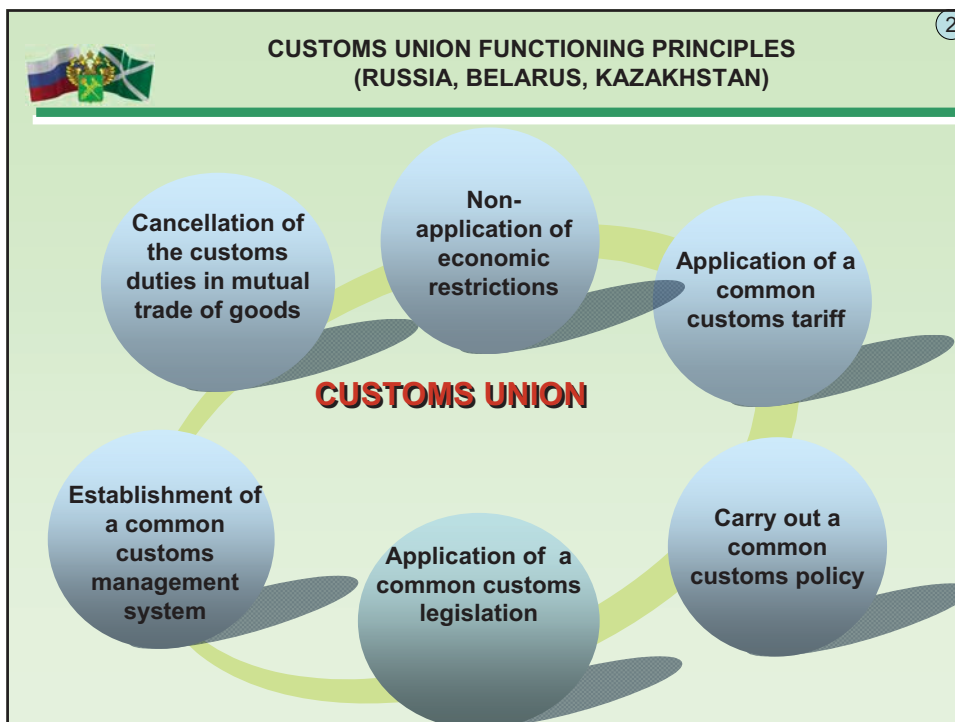 2
CUSTOMS UNION FUNCTIONING PRINCIPLES
(RUSSIA, BELARUS, KAZAKHSTAN)
Cancellation of
the customs
duties in mutual
trade of goods
Non-
application of
economic
restrictions
Application of a
common
customs tariff
CUSTOMS UNION
Establishment of
a common
customs
management
system
Application of a
common customs
legislation
Carry out a
common
customs policy